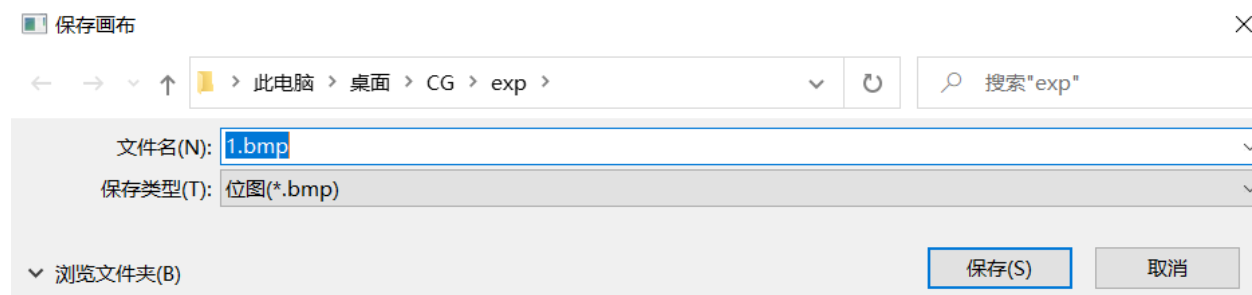 保存画布
此电脑 > 桌面 > CG > exp >
搜索"exp"
文件名(N): 1.bmp
保存类型(T): 位图(*.bmp)
浏览文件夹(B)
保存(S)
取消